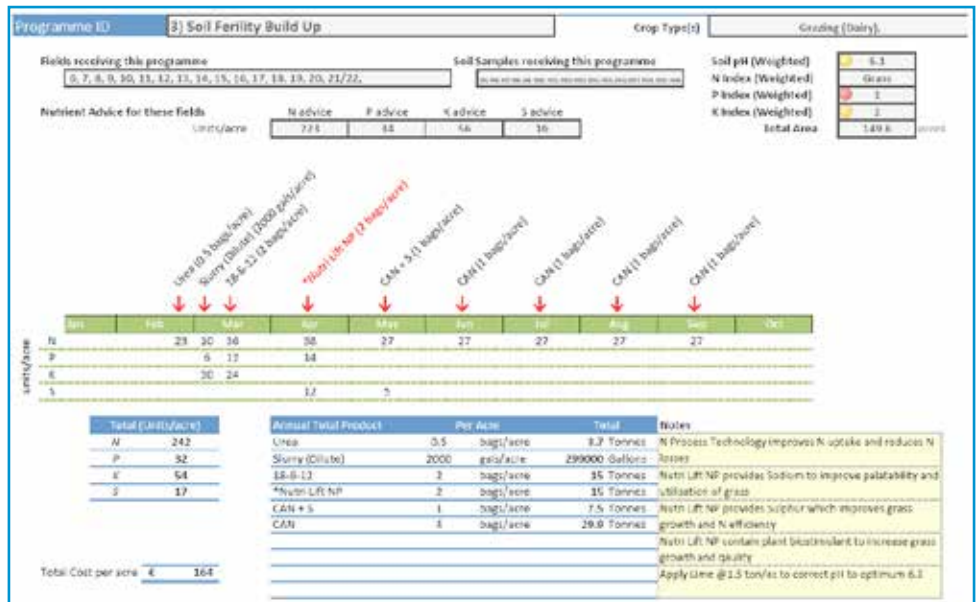 Programme ID 3) Soil Ferility Build Up Crop Type(s) Grazing (Dairy),
Fields receiving this programme Soil Samples receiving this programme Soil pH (Weighted) 6.1
6, 7, 8, 9, 10, 11, 12, 13, 14, 15, 16, 17, 18, 19, 20, 21/22, N Index (Weighted) Grass
P Index (Weighted)
Nutrient Advice for these fields N advice P advice K advice S advice K Index (Weighted)
Units/acre 56 Total Area 149.6
Urea (0.5 bags/acre)
Slurry (Dilute) (2000 gals/acre)
18-6-12 (2 bags/acre)
*Nutri Lift NP (2 bags/acre)
CAN + S (1 bags/acre)
CAN (1 bags/acre)
CAN (1 bags/acre)
CAN (1 bags/acre)
CAN (1 bags/acre)
Jan Feb Mar Apr May Jun Jul Aug Sep Oct
units/acre
N 23 36 38 27 27 27 27 27
P 6 12 14
K 30 24
S 12 5
Total (Units/acre) Annual Total Product Per Acre Total Notes
N 242 Urea 0.5 bags/acre 3.7 Tonnes N Process Technology improves N uptake and reduces N
P 32 Slurry (Dilute) 2000 gals/acre 299000 Gallons losses
K 54 18-6-12 2 bags/acre 15 Tonnes Nutri Lift NP provides Sodium to improve palatability and
S 17 *Nutri Lift NP 2 bags/acre 15 Tonnes utilisation of grass
CAN + S 1 bags/acre 7.5 Tonnes Nutri Lift NP provides Sulphur which improves grass
CAN 4 bags/acre 29.9 Tonnes growth and N efficiency
Nutri Lift NP contain plant biostimulant to increase grass
growth and quality
Total Cost per acre € 164 Apply Lime @1.5 ton/ac to correct pH to optimum 6.3